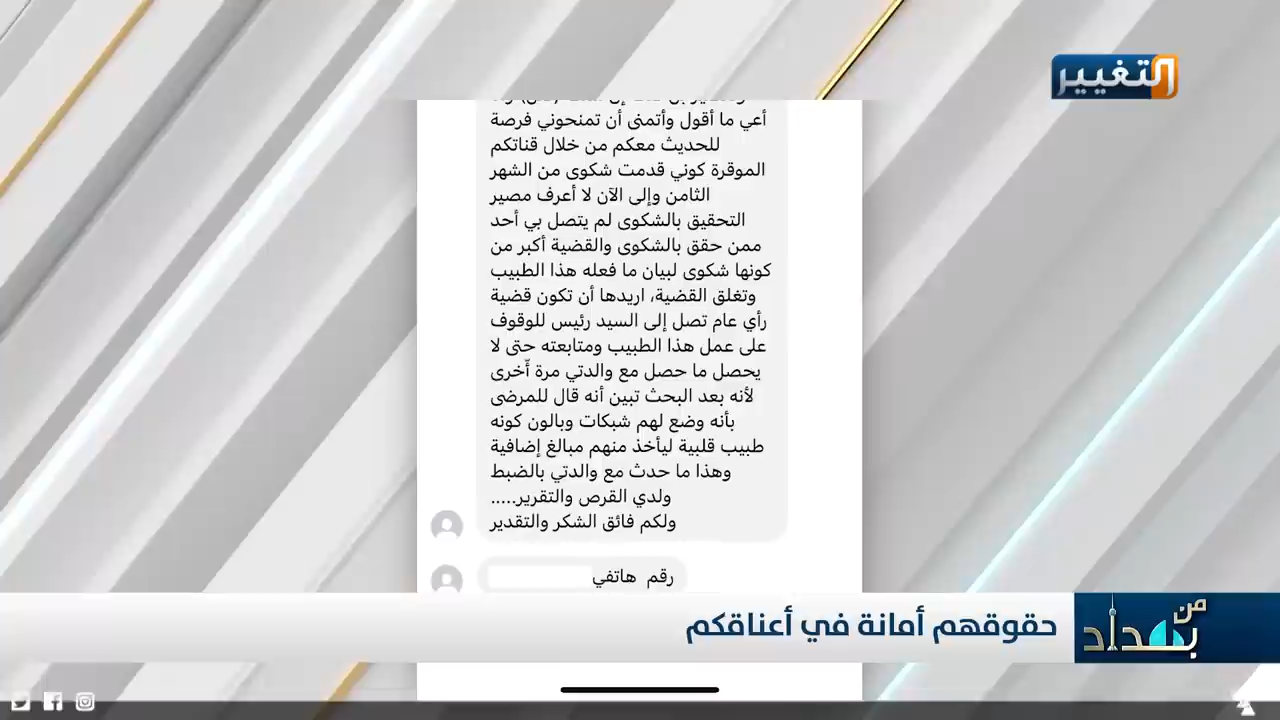 التغيير
أعي ما أقول وأتمنى أن تمنحوني فرصة
للحديث معكم من خلال قناتكم
الموقرة كوني قدمت شكوى من الشهر
الثامن وإلى الآن لا أعرف مصير
التحقيق بالشكوى لم يتصل بي أحد
ممن حقق بالشكوى والقضية أكبر من
كونها شكوى لبيان ما فعله هذا الطبيب
وتغلق القضية، اريدها أن تكون قضية
رأي عام تصل إلى السيد رئيس للوقوف
على عمل هذا الطبيب ومتابعته حتى لا
يحصل ما حصل مع والدتي مرة أخرى
لأنه بعد البحث تبين أنه قال للمرضى
بأنه وضع لهم شبكات وبالون كونه
طبيب قلبية ليأخذ منهم مبالغ إضافية
وهذا ما حدث مع والدتي بالضبط
ولدي القرص والتقرير.....
ولكم فائق الشكر والتقدير
رقم هاتفي
من بغداد
حقوقهم أمانة في أعناقكم